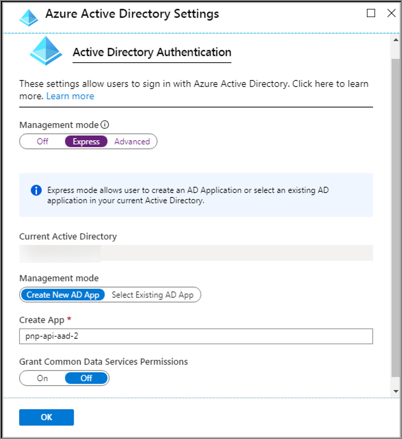 Azure Active Directory Settings
Active Directory Authentication
These settings allow users to sign in with Azure Active Directory. Click here to learn
more. Learn more
Management mode
Off Express Advanced
Express mode allows user to create an AD Application or select an existing AD
application in your current Active Directory.
Current Active Directory
Management mode
Create New AD App Select Existing AD App
Create App *
pnp-api-aad-2
Grant Common Data Services Permissions
On Off
OK